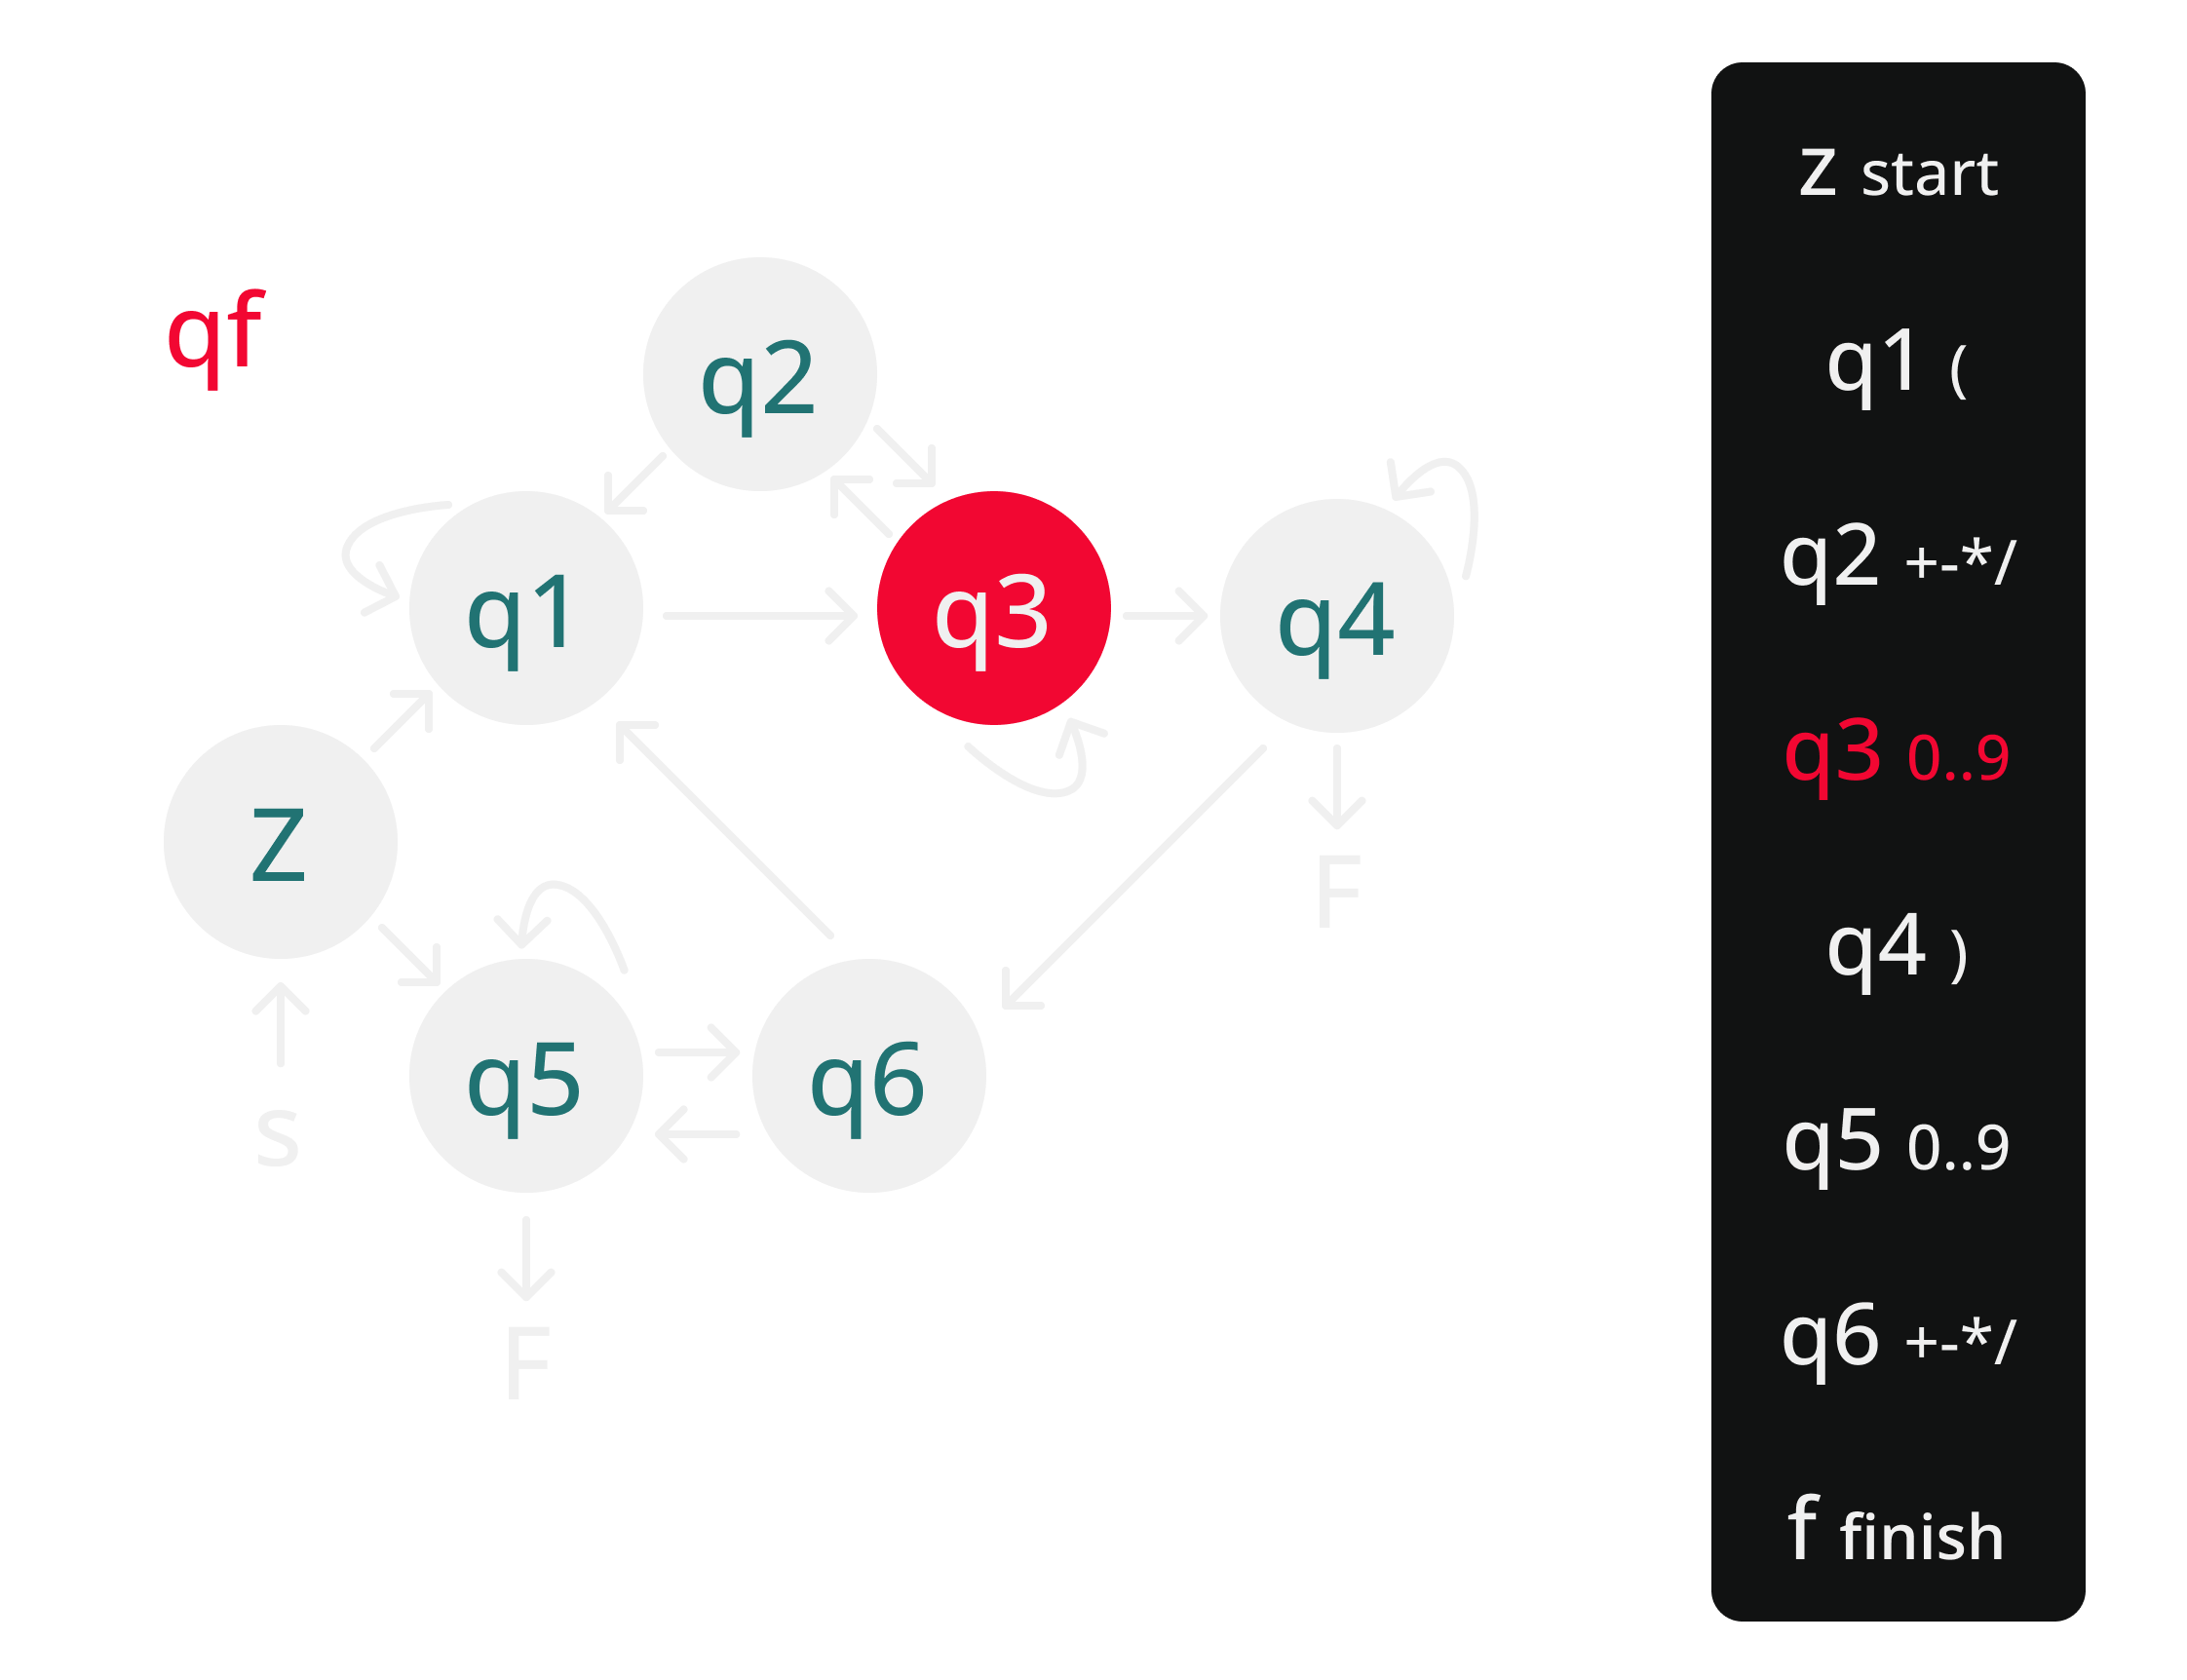 qf
q2
q1
q3
q4
Z
F
q5
q6
s
F
Z start
q1 (
q2 +-*/
q3 0..9
q4 )
q5 0..9
q6 +-*/
f finish